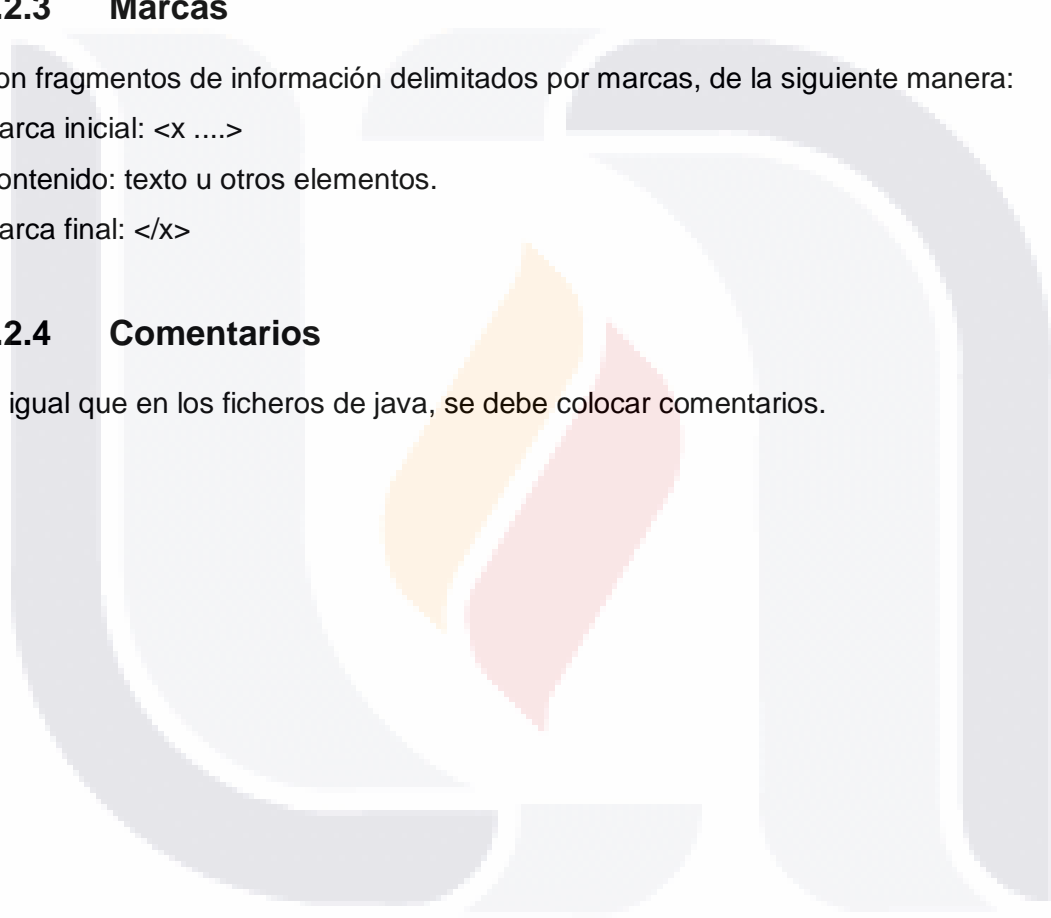 .2.3 Marcas
on fragmentos de información delimitados por marcas, de la siguiente manera:
arca inicial: <x ....>
ontenido: texto u otros elementos.
arca final: </x>
.2.4 Comentarios
igual que en los ficheros de java, se debe colocar comentarios.